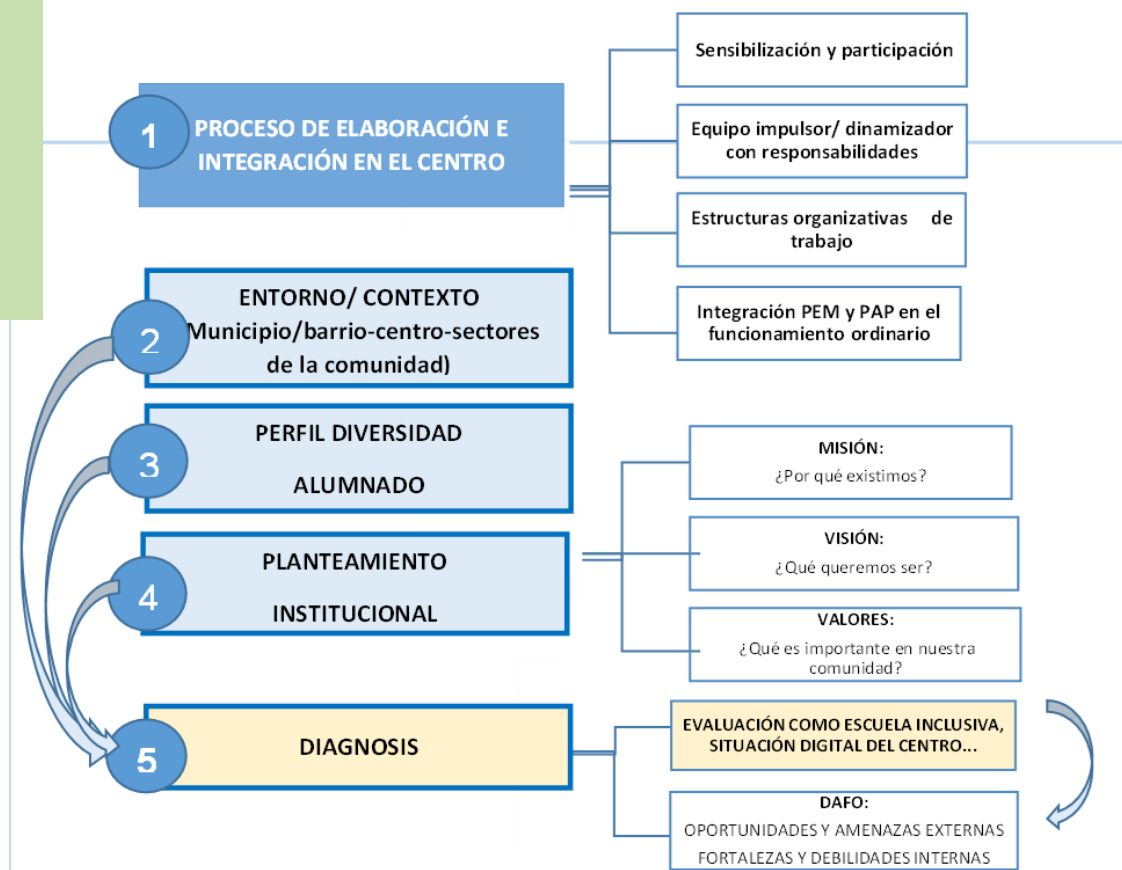 1
PROCESO DE ELABORACIÓN E
INTEGRACIÓN EN EL CENTRO
Sensibilización y participación
Equipo impulsor/ dinamizador
con responsabilidades
Estructuras organizativas de
trabajo
Integración PEM y PAP en el
funcionamiento ordinario
2
ENTORNO/ CONTEXTO
Municipio/barrio-centro-sectores
de la comunidad)
3
PERFIL DIVERSIDAD
ALUMNADO
4
PLANTEAMIENTO
INSTITUCIONAL
MISIÓN:
¿Por qué existimos?
VISIÓN:
¿Qué queremos ser?
VALORES:
¿Qué es importante en nuestra
comunidad?
5
DIAGNOSIS
EVALUACIÓN COMO ESCUELA INCLUSIVA,
SITUACIÓN DIGITAL DEL CENTRO...
DAFO:
OPORTUNIDADES Y AMENAZAS EXTERNAS
FORTALEZAS Y DEBILIDADES INTERNAS